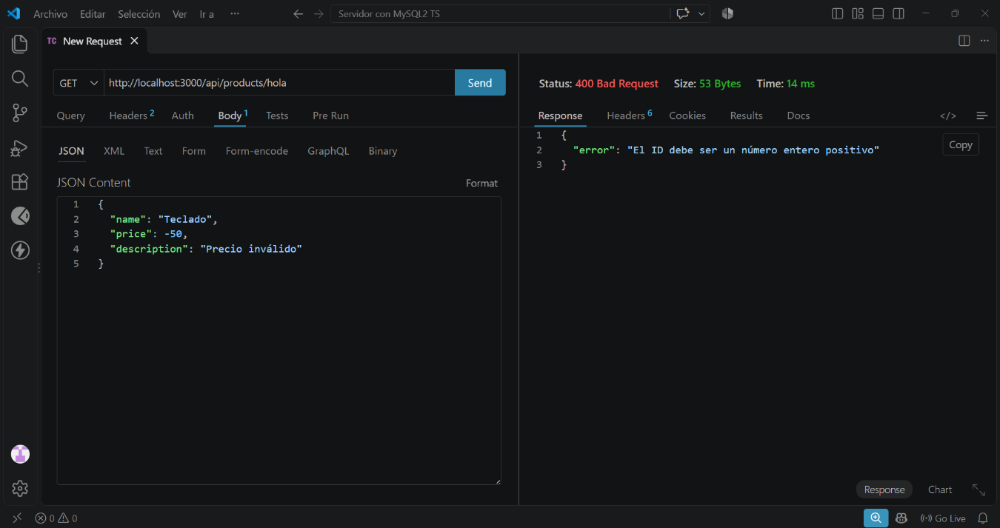 Archivo Editar Selección Ver Ir a ··· Servidor con MySQL2 TS
TC New Request
GET http://localhost:3000/api/products/hola Send
Query Headers 2 Auth Body 1 Tests Pre Run
JSON XML Text Form Form-encode GraphQL Binary
JSON Content Format
1 {
2 "name": "Teclado",
3 "price": -50,
4 "description": "Precio inválido"
5 }
Status: 400 Bad Request Size: 53 Bytes Time: 14 ms
Response Headers 6 Cookies Results Docs </>
Copy
1 {
2 "error": "El ID debe ser un número entero positivo"
3 }
Response Chart
0 0 Go Live